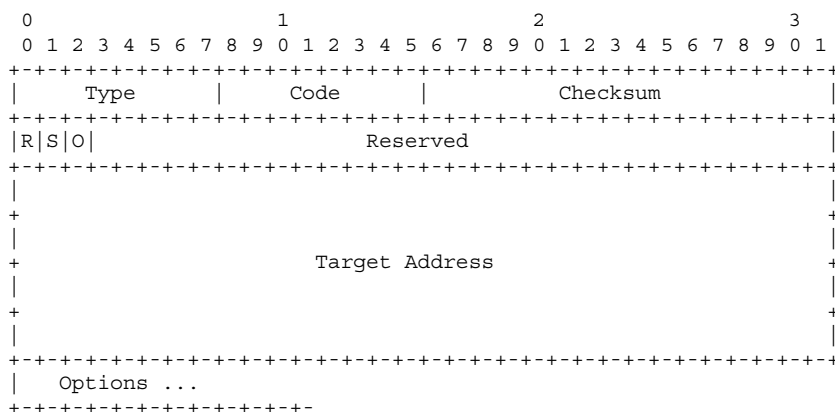 0                   1                   2                   3
 0 1 2 3 4 5 6 7 8 9 0 1 2 3 4 5 6 7 8 9 0 1 2 3 4 5 6 7 8 9 0 1
+-+-+-+-+-+-+-+-+-+-+-+-+-+-+-+-+-+-+-+-+-+-+-+-+-+-+-+-+-+-+-+-+
|     Type      |     Code      |          Checksum             |
+-+-+-+-+-+-+-+-+-+-+-+-+-+-+-+-+-+-+-+-+-+-+-+-+-+-+-+-+-+-+-+-+
|R|S|O|                     Reserved                            |
+-+-+-+-+-+-+-+-+-+-+-+-+-+-+-+-+-+-+-+-+-+-+-+-+-+-+-+-+-+-+-+-+
|                                                               |
+                                                               +
|                                                               |
+                       Target Address                          +
|                                                               |
+                                                               +
|                                                               |
+-+-+-+-+-+-+-+-+-+-+-+-+-+-+-+-+-+-+-+-+-+-+-+-+-+-+-+-+-+-+-+-+
|   Options ...
+-+-+-+-+-+-+-+-+-+-+-+-